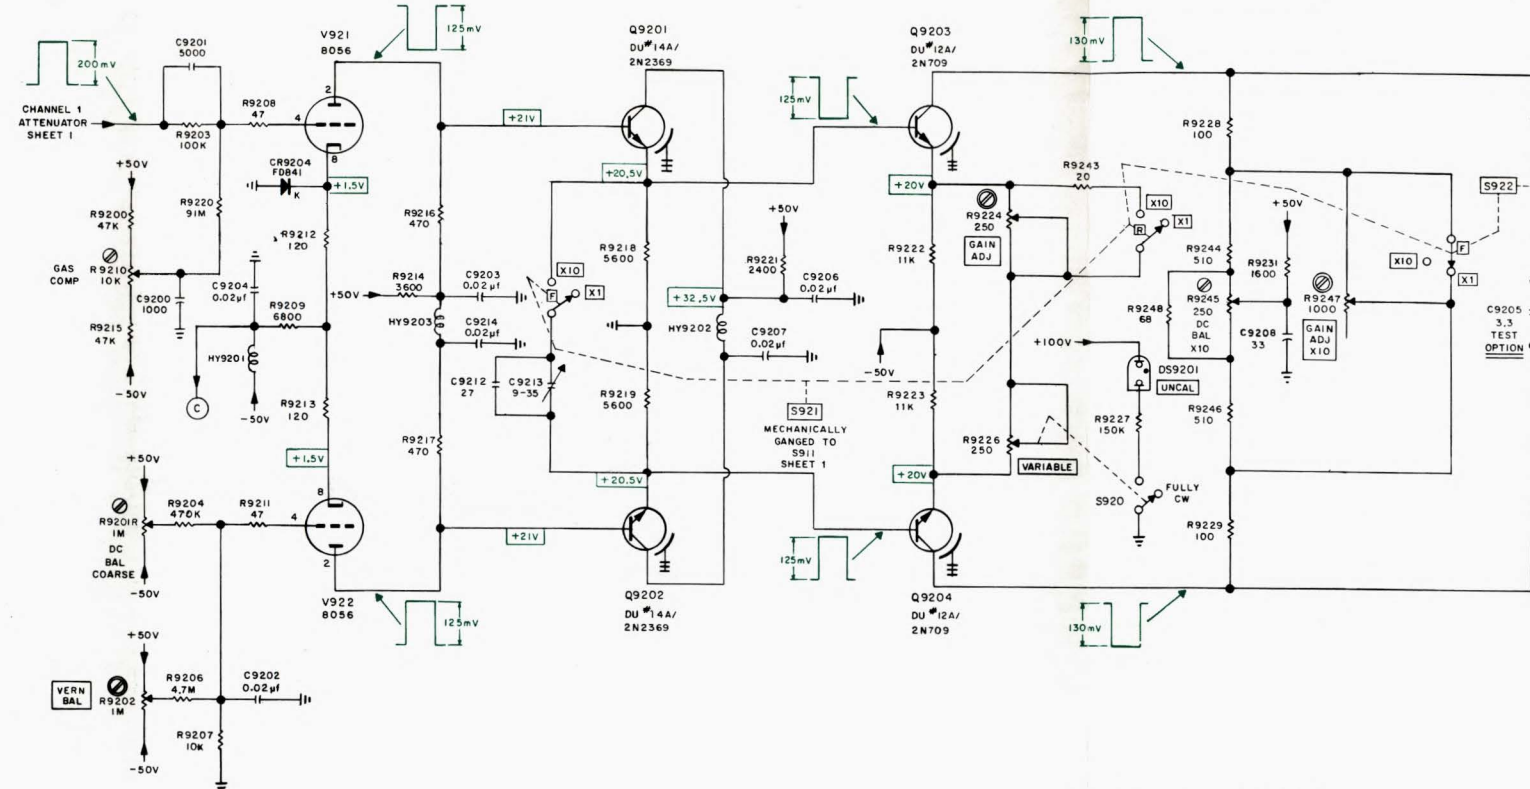 200mV
C9201
5000
CHANNEL 1
ATTENUATOR
SHEET 1
R9203
100K
R9208
47
V921
8056
2
4
8
125mV
+50V
R9200
47K
GAS
COMP
R9210
10K
R9215
47K
-50V
R9220
91M
C9200
1000
CR9204
FD841
K
+1.5V
R9212
120
C9204
0.02µf
R9209
6800
HY9201
-50V
C
R9213
120
+1.5V
+50V
R9201R
1M
DC
BAL
COARSE
-50V
R9204
470K
R9211
47
8
4
2
V922
8056
125mV
+50V
VERN
BAL
R9202
1M
-50V
R9206
4.7M
C9202
0.02µf
R9207
10K
R9216
470
+50V
R9214
3600
C9203
0.02µf
HY9203
C9214
0.02µf
R9217
470
+21V
+21V
Q9201
DU#14A/
2N2369
+20.5V
X10
F
X1
C9212
27
C9213
9-35
R9218
5600
R9219
5600
+20.5V
Q9202
DU#14A/
2N2369
+50V
R9221
2400
+32.5V
C9206
0.02µf
HY9202
C9207
0.02µf
S921
MECHANICALLY
GANGED TO
S911
SHEET 1
125mV
125mV
Q9203
DU#12A/
2N709
+20V
R9222
11K
-50V
R9223
11K
+20V
Q9204
DU#12A/
2N709
R9224
250
GAIN
ADJ
R9243
20
X10
R
X1
R9226
250
VARIABLE
+100V
DS9201
UNCAL
R9227
150K
S920
FULLY
CW
130mV
130mV
R9228
100
R9244
510
R9248
68
R9245
250
DC
BAL
X10
R9246
510
R9229
100
+50V
R9231
1600
C9208
33
R9247
1000
GAIN
ADJ
X10
S922
F
X10
X1
C9205
3.3
TEST
OPTION